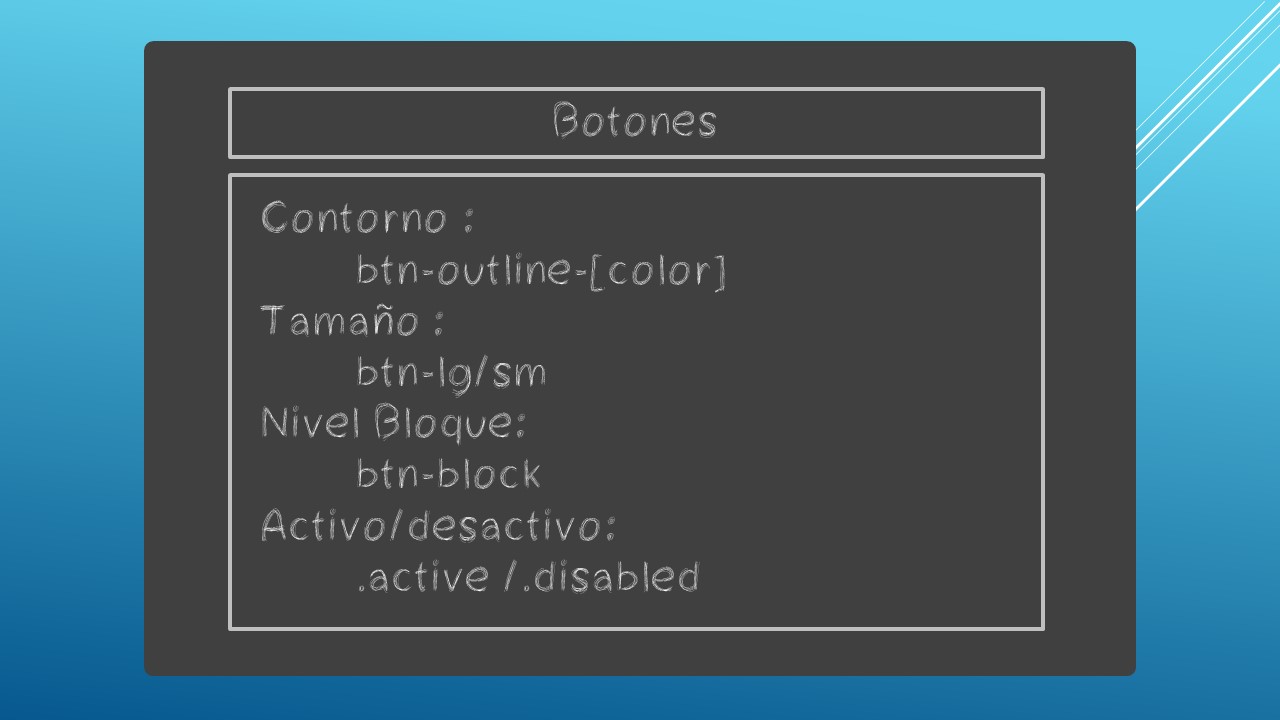 Botones
Contorno :
btn-outline-[color]
Tamaño :
btn-lg/sm
Nivel Bloque:
btn-block
Activo/desactivo:
.active /.disabled